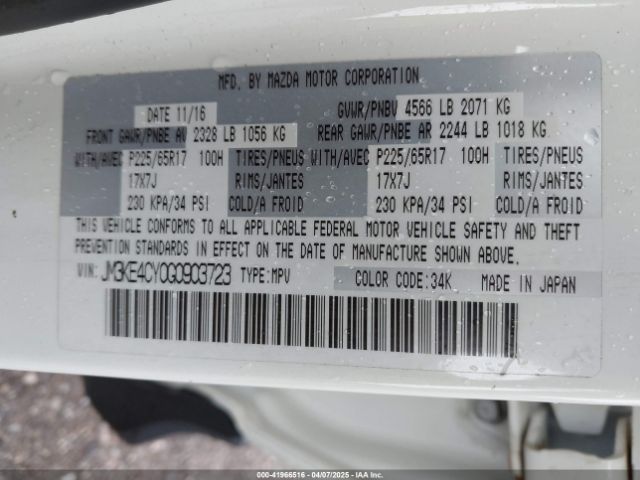 MFD. BY MAZDA MOTOR CORPORATION
DATE 11/16 GVWR/PNBV 4566 LB 2071 KG
FRONT GAWR/PNBE AV 2328 LB 1056 KG REAR GAWR/PNBE AR 2244 LB 1018 KG
WITH/AVEC P225/65R17 100H TIRES/PNEUS WITH/AVEC P225/65R17 100H TIRES/PNEUS
17X7J RIMS/JANTES 17X7J RIMS/JANTES
230 KPA/34 PSI COLD/A FROID 230 KPA/34 PSI COLD/A FROID
THIS VEHICLE CONFORMS TO ALL APPLICABLE FEDERAL MOTOR VEHICLE SAFETY AND THEFT
PREVENTION STANDARDS IN EFFECT ON THE DATE OF MANUFACTURE SHOWN ABOVE.
VIN: JM3KE4CY0G0903723 TYPE:MPV COLOR CODE:34K MADE IN JAPAN
000-41966516 04/07/2025 - IAAI.COM